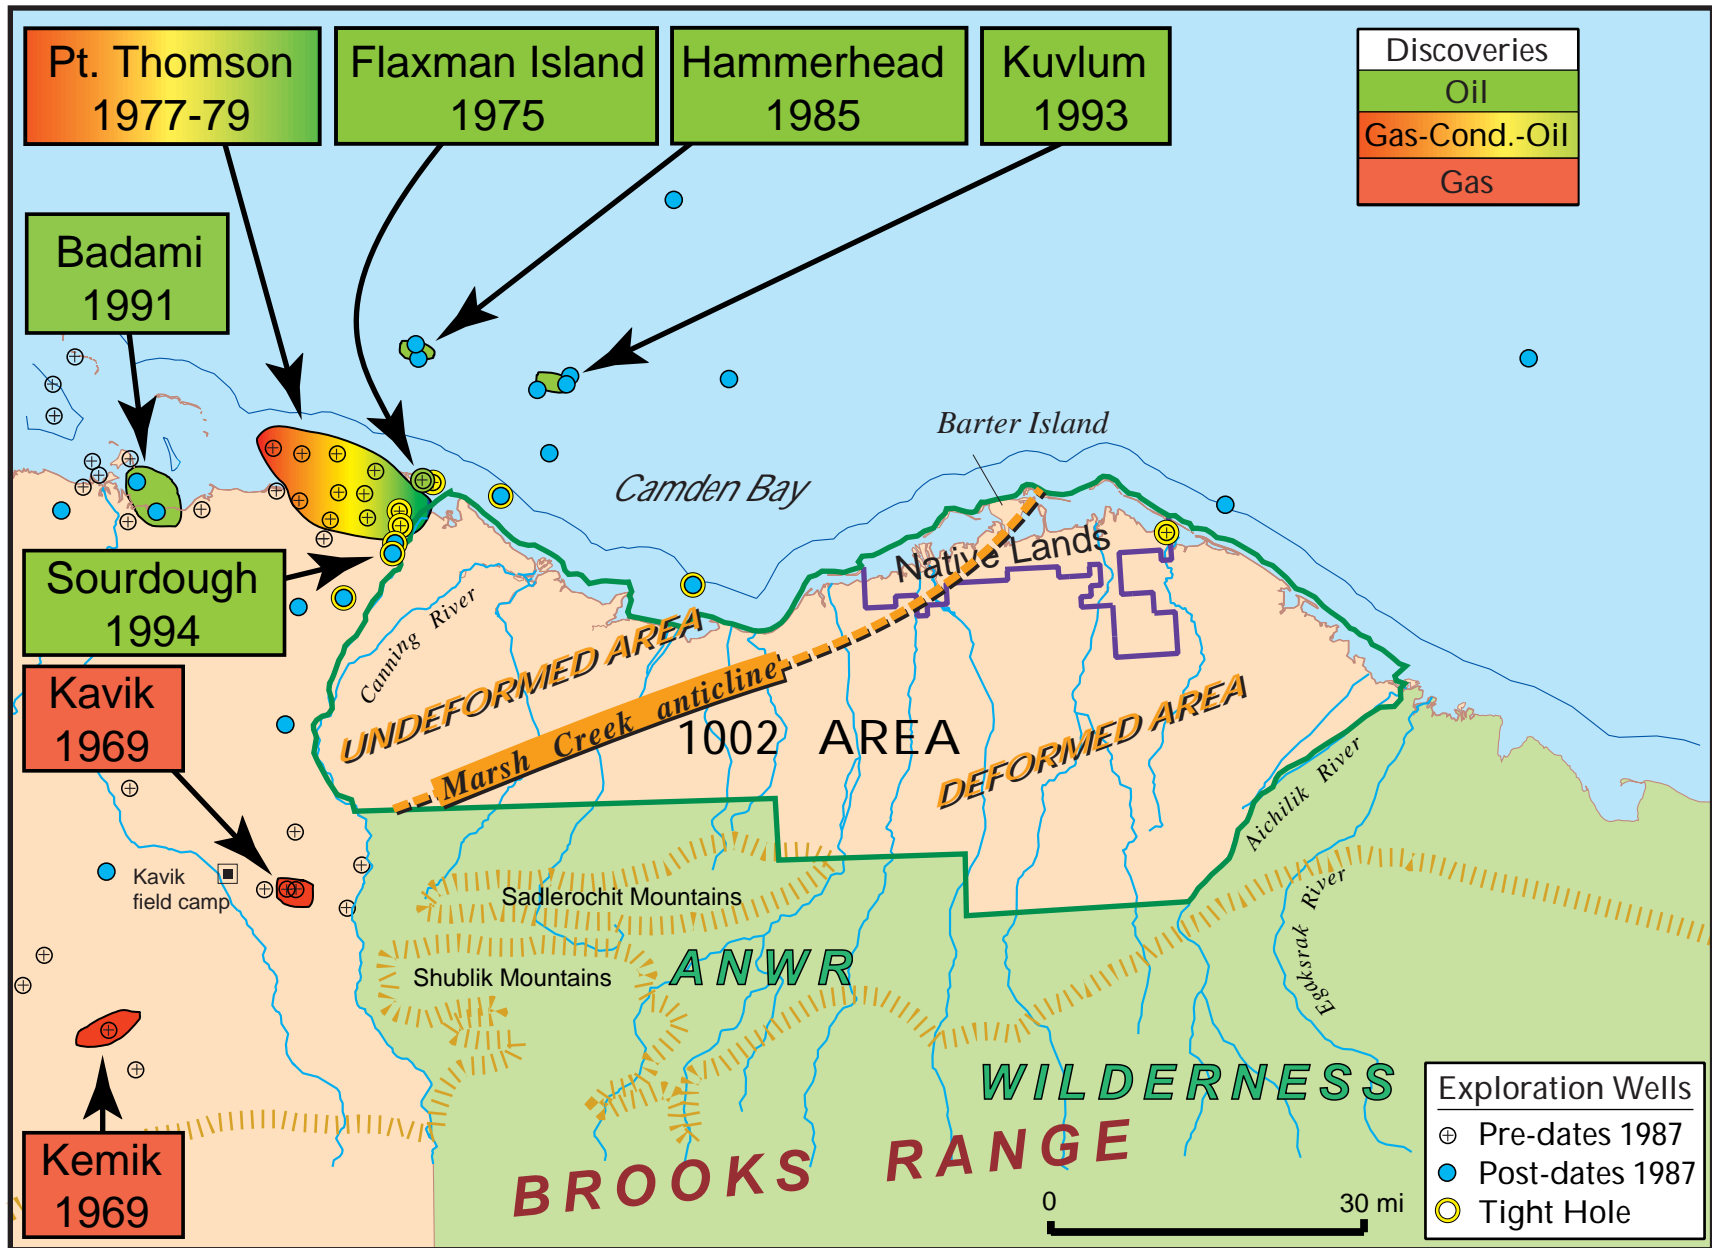 Pt. Thomson
1977-79
Flaxman Island
1975
Hammerhead
1985
Kuvlum
1993
Discoveries
Oil
Gas-Cond.-Oil
Gas
Badami
1991
Barter Island
Camden Bay
Native Lands
Sourdough
1994
Canning River
UNDEFORMED AREA
Kavik
1969
Marsh Creek anticline
1002 AREA
DEFORMED AREA
Aichilik River
Kavik
field camp
Sadlerochit Mountains
Egaksrak River
Shublik Mountains
ANWR
WILDERNESS
BROOKS RANGE
Kemik
1969
0 30 mi
Exploration Wells
Pre-dates 1987
Post-dates 1987
Tight Hole